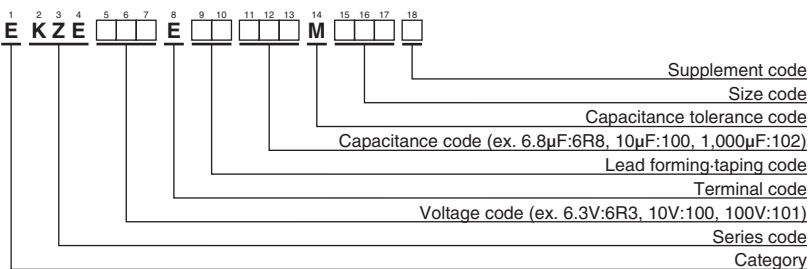 1 2 3 4 5 6 7 8 9 10 11 12 13 14 15 16 17 18
E K Z E E M
Supplement code
Size code
Capacitance tolerance code
Capacitance code (ex. 6.8μF:6R8, 10μF:100, 1,000μF:102)
Lead forming·taping code
Terminal code
Voltage code (ex. 6.3V:6R3, 10V:100, 100V:101)
Series code
Category